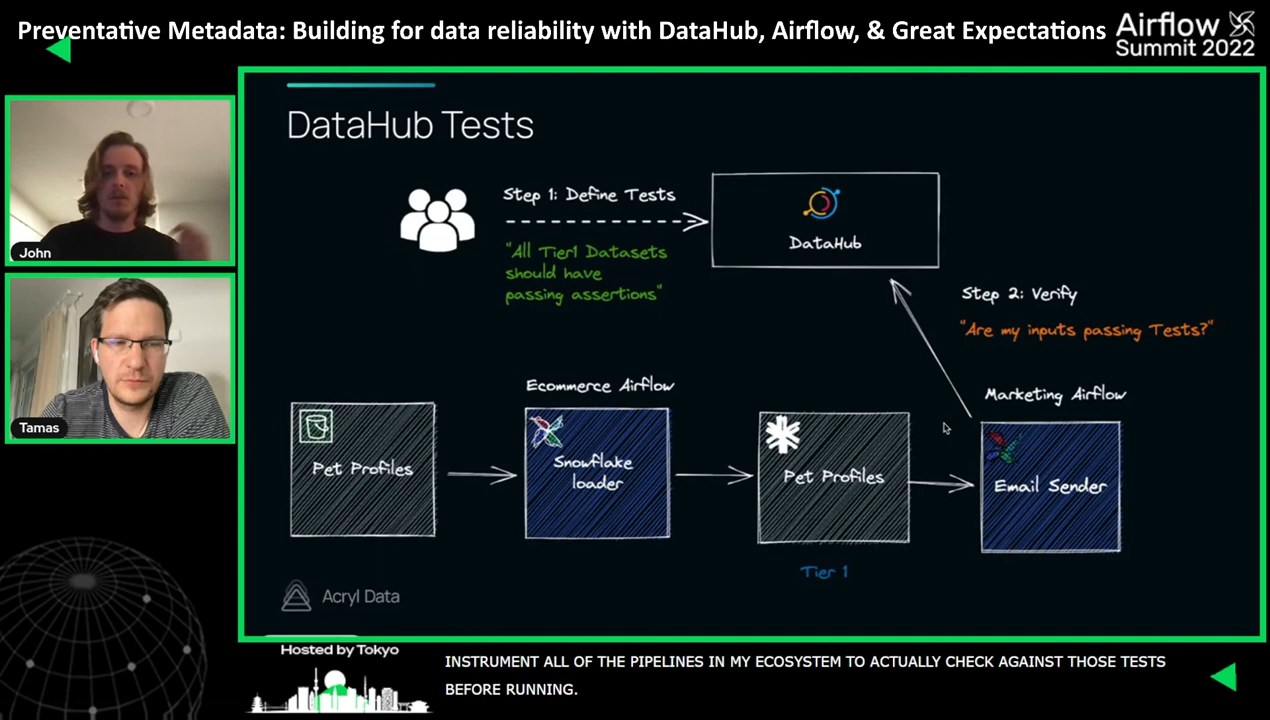 Preventative Metadata: Building for data reliability with DataHub, Airflow, & Great Expectations
Airflow
Summit 2022
John
Tamas
DataHub Tests
Step 1: Define Tests
"All Tier1 Datasets
should have
passing assertions"
DataHub
Step 2: Verify
"Are my inputs passing Tests?"
Ecommerce Airflow
Marketing Airflow
Pet Profiles
Snowflake
loader
Pet Profiles
Email Sender
Tier 1
Acryl Data
Hosted by Tokyo
INSTRUMENT ALL OF THE PIPELINES IN MY ECOSYSTEM TO ACTUALLY CHECK AGAINST THOSE TESTS
BEFORE RUNNING.